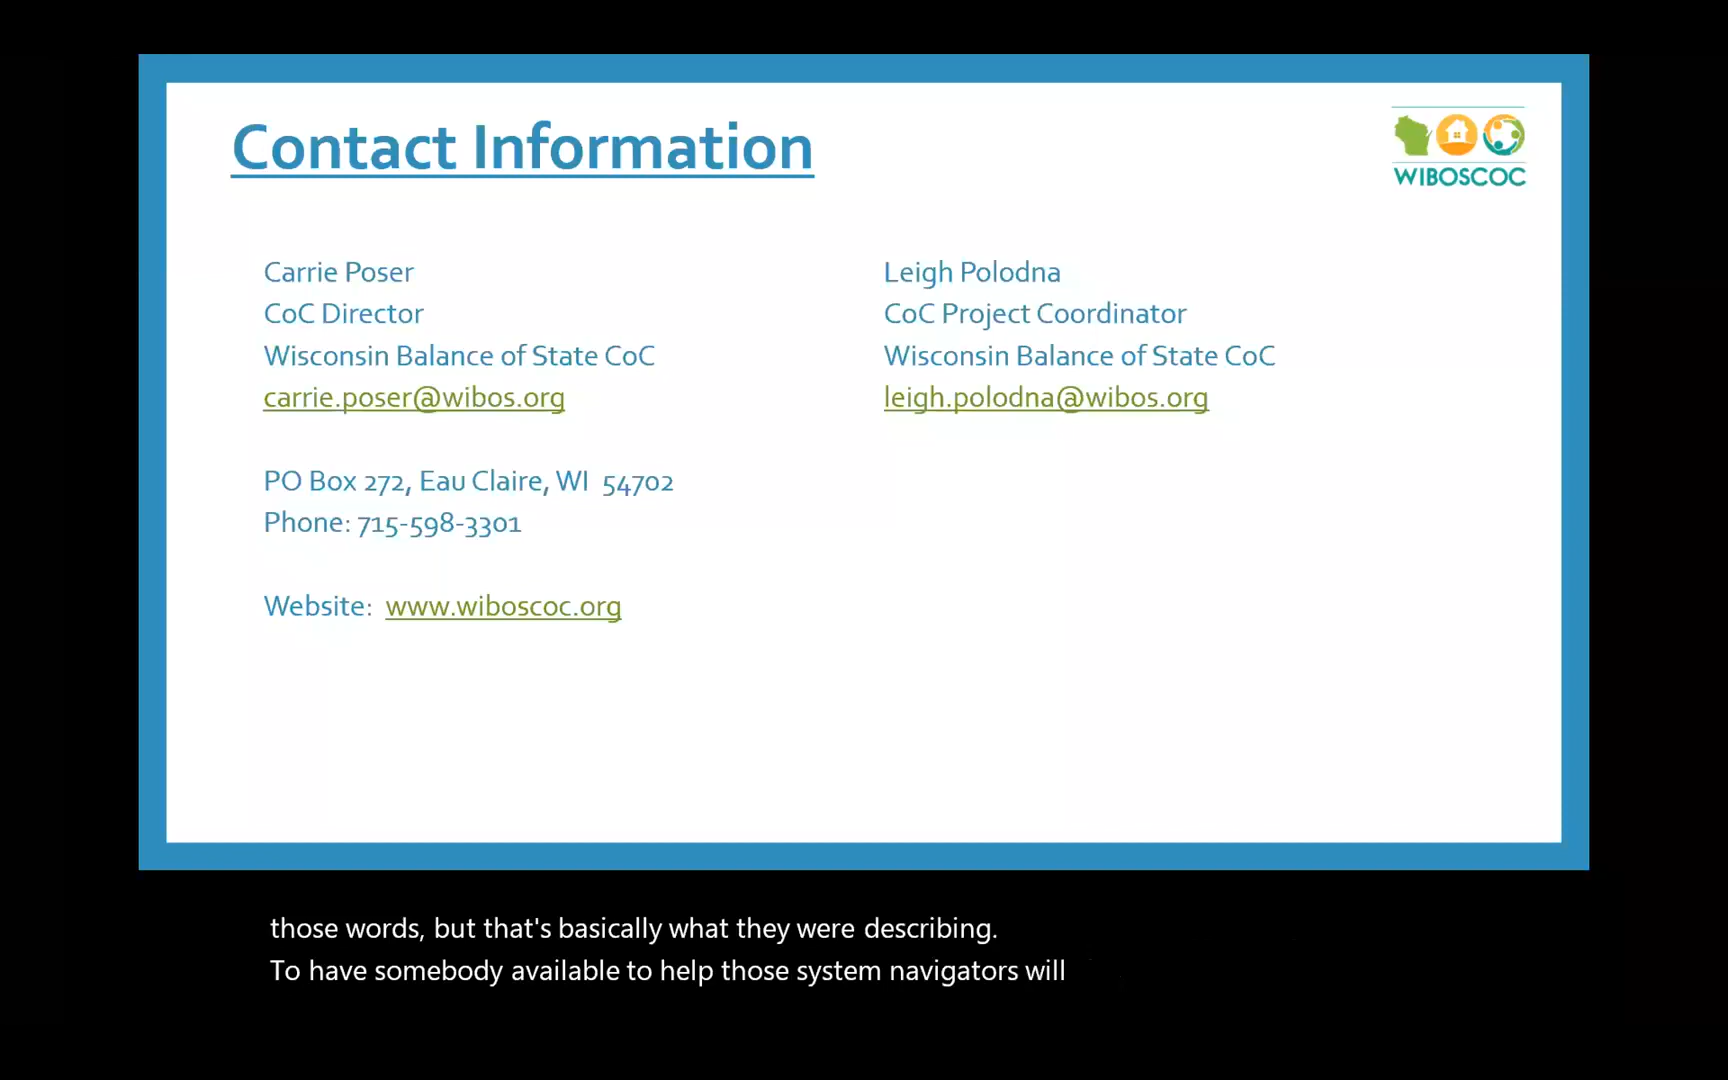 Contact Information
WIBOSCOC
Carrie Poser
CoC Director
Wisconsin Balance of State CoC
carrie.poser@wibos.org
PO Box 272, Eau Claire, WI  54702
Phone: 715-598-3301
Website:  www.wiboscoc.org
Leigh Polodna
CoC Project Coordinator
Wisconsin Balance of State CoC
leigh.polodna@wibos.org
those words, but that's basically what they were describing.
To have somebody available to help those system navigators will